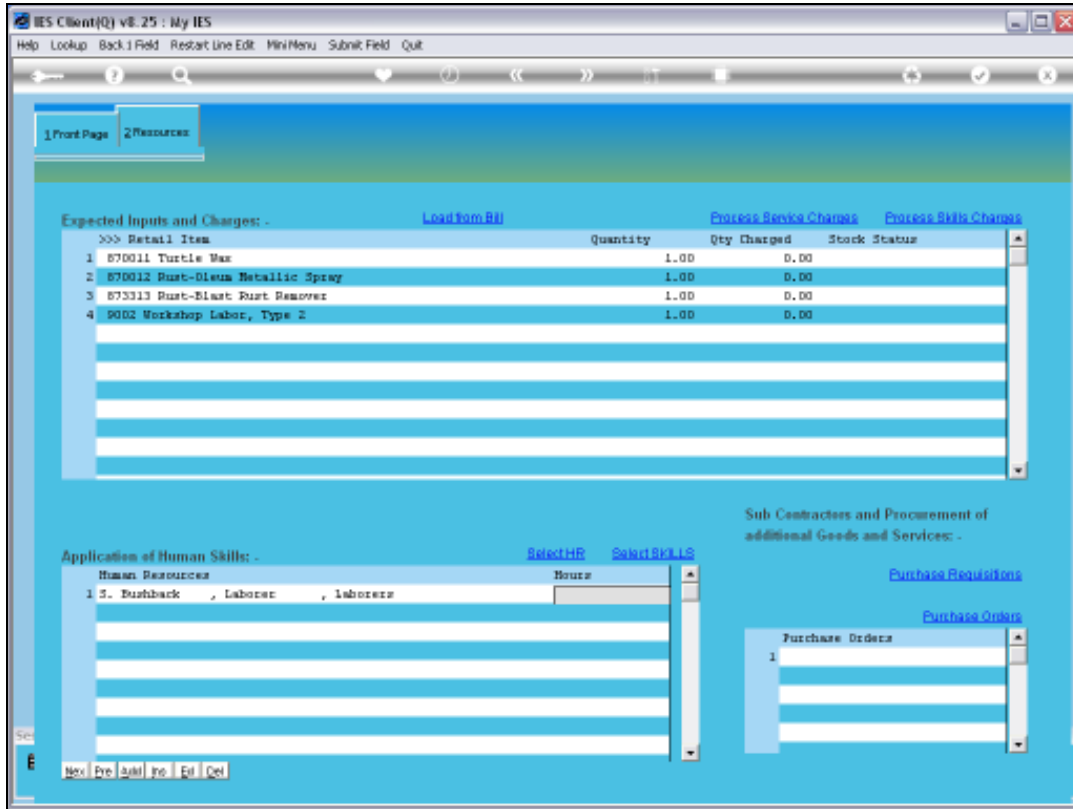 IES Client(Q) v8.25 : My IES
Help Lookup Back 1 Field Restart Line Edit MiniMenu Submit Field Quit
1 Front Page 2 Resources
Expected Inputs and Charges: - Load from Bill Process Service Charges Process Skills Charges
>>> Retail Item Quantity Qty Charged Stock Status
1 870011 Turtle Wax 1.00 0.00
2 870012 Rust-Oleum Metallic Spray 1.00 0.00
3 873313 Rust-Blast Rust Remover 1.00 0.00
4 9002 Workshop Labor, Type 2 1.00 0.00
Sub Contractors and Procurement of
additional Goods and Services: -
Application of Human Skills: - Select HR Select SKILLS
Human Resources Hours
Purchase Requisitions
1 S. Bushback , Laborer , laborers
Purchase Orders
Purchase Orders
1
Nex Pre Add Ins Ed Del